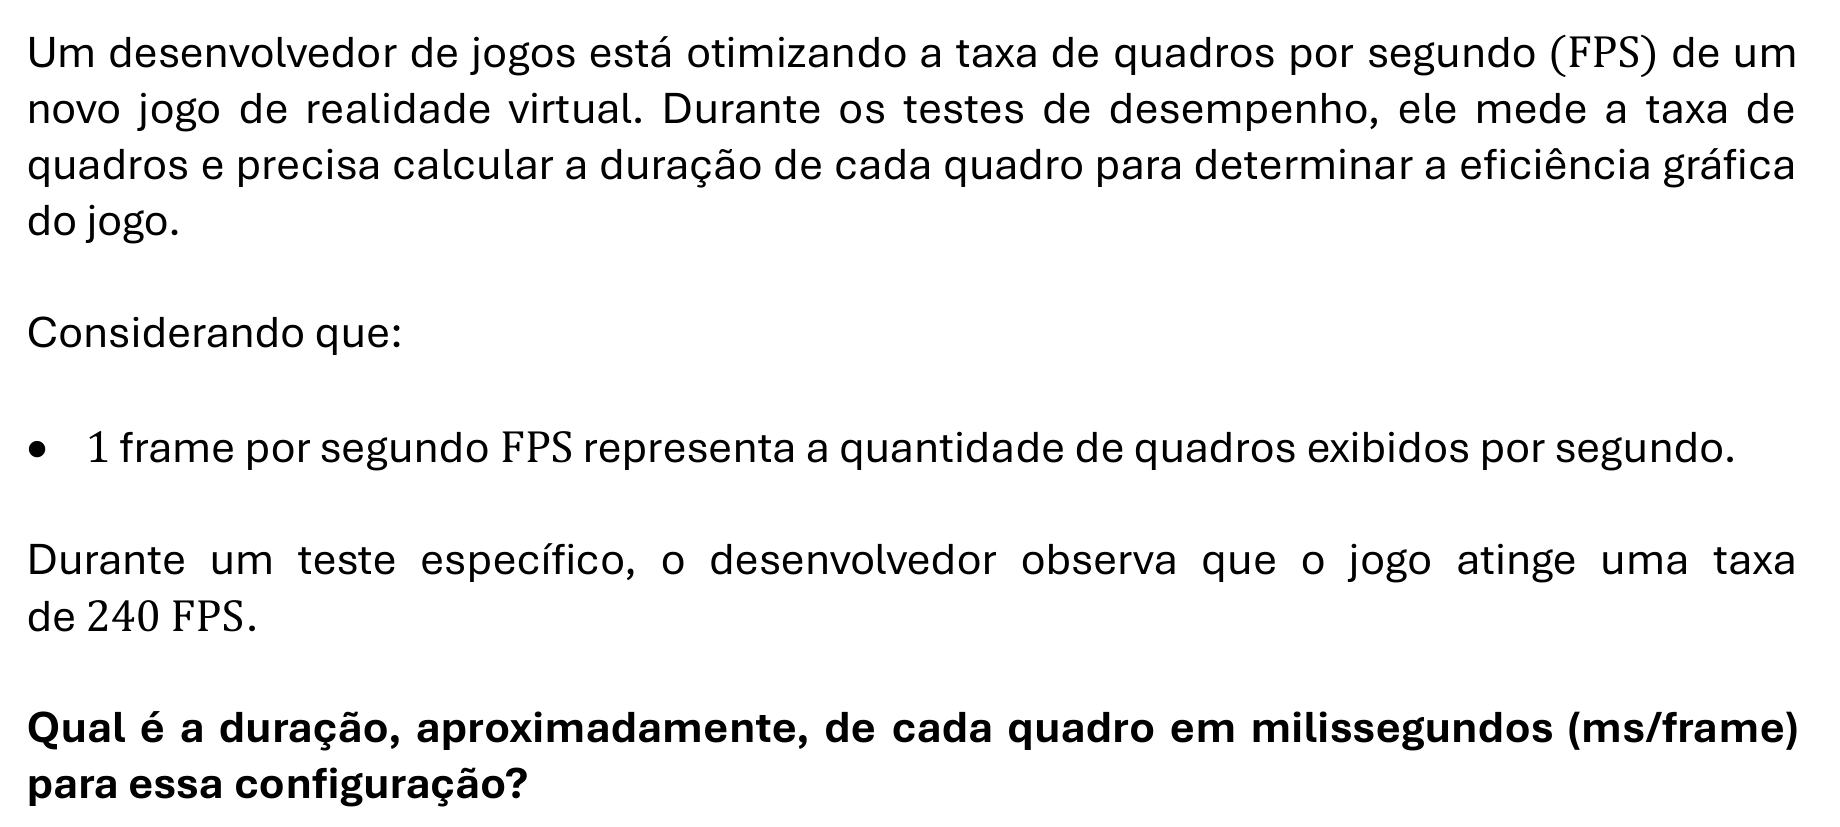 Um desenvolvedor de jogos está otimizando a taxa de quadros por segundo (FPS) de um
novo jogo de realidade virtual. Durante os testes de desempenho, ele mede a taxa de
quadros e precisa calcular a duração de cada quadro para determinar a eficiência gráfica
do jogo.
Considerando que:
• 1 frame por segundo FPS representa a quantidade de quadros exibidos por segundo.
Durante um teste específico, o desenvolvedor observa que o jogo atinge uma taxa
de 240 FPS.
Qual é a duração, aproximadamente, de cada quadro em milissegundos (ms/frame)
para essa configuração?